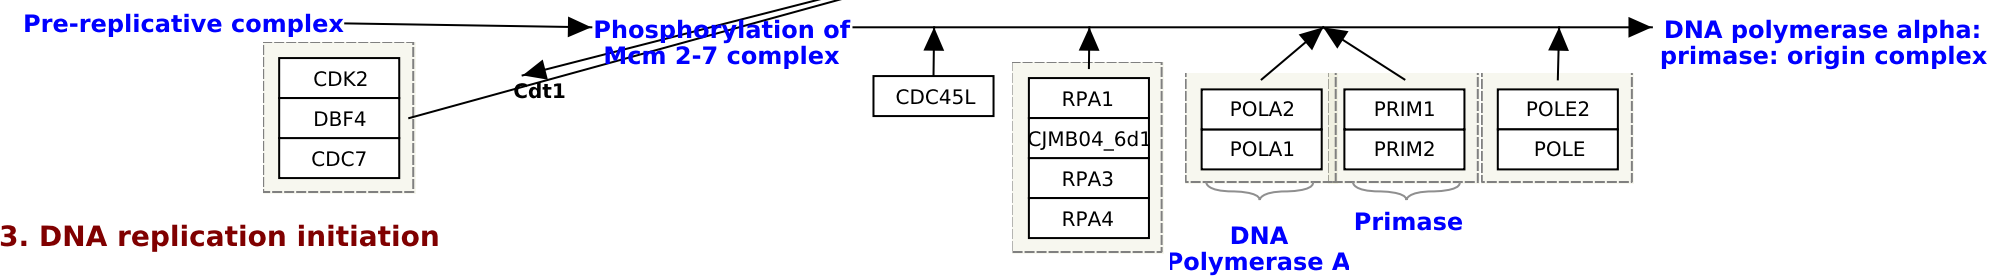 Pre-replicative complex
Phosphorylation of
Mcm 2-7 complex
DNA polymerase alpha:
primase: origin complex
CDK2
DBF4
CDC7
Cdt1
CDC45L
RPA1
CJMB04_6d1
RPA3
RPA4
POLA2
POLA1
PRIM1
PRIM2
POLE2
POLE
DNA
Polymerase A
Primase
3. DNA replication initiation